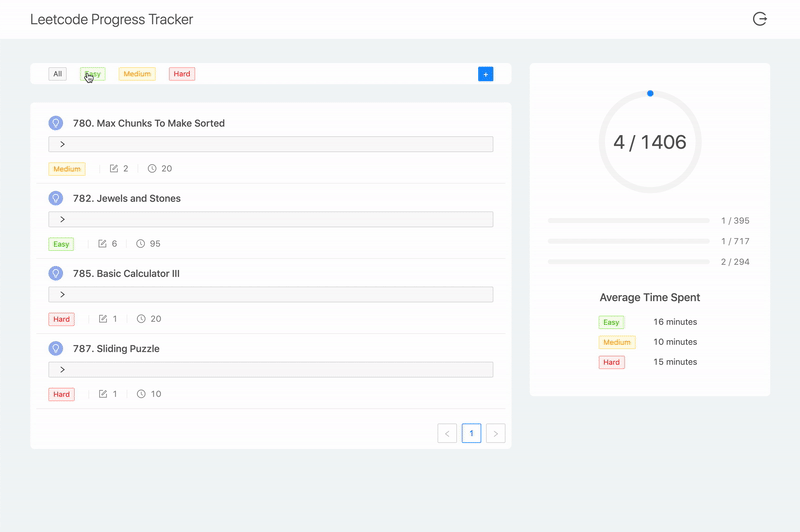 Leetcode Progress Tracker
All Easy Medium Hard +
780. Max Chunks To Make Sorted
Medium 2 20
782. Jewels and Stones
Easy 6 95
785. Basic Calculator III
Hard 1 20
787. Sliding Puzzle
Hard 1 10
< 1 >
4 / 1406
1 / 395
1 / 717
2 / 294
Average Time Spent
Easy 16 minutes
Medium 10 minutes
Hard 15 minutes